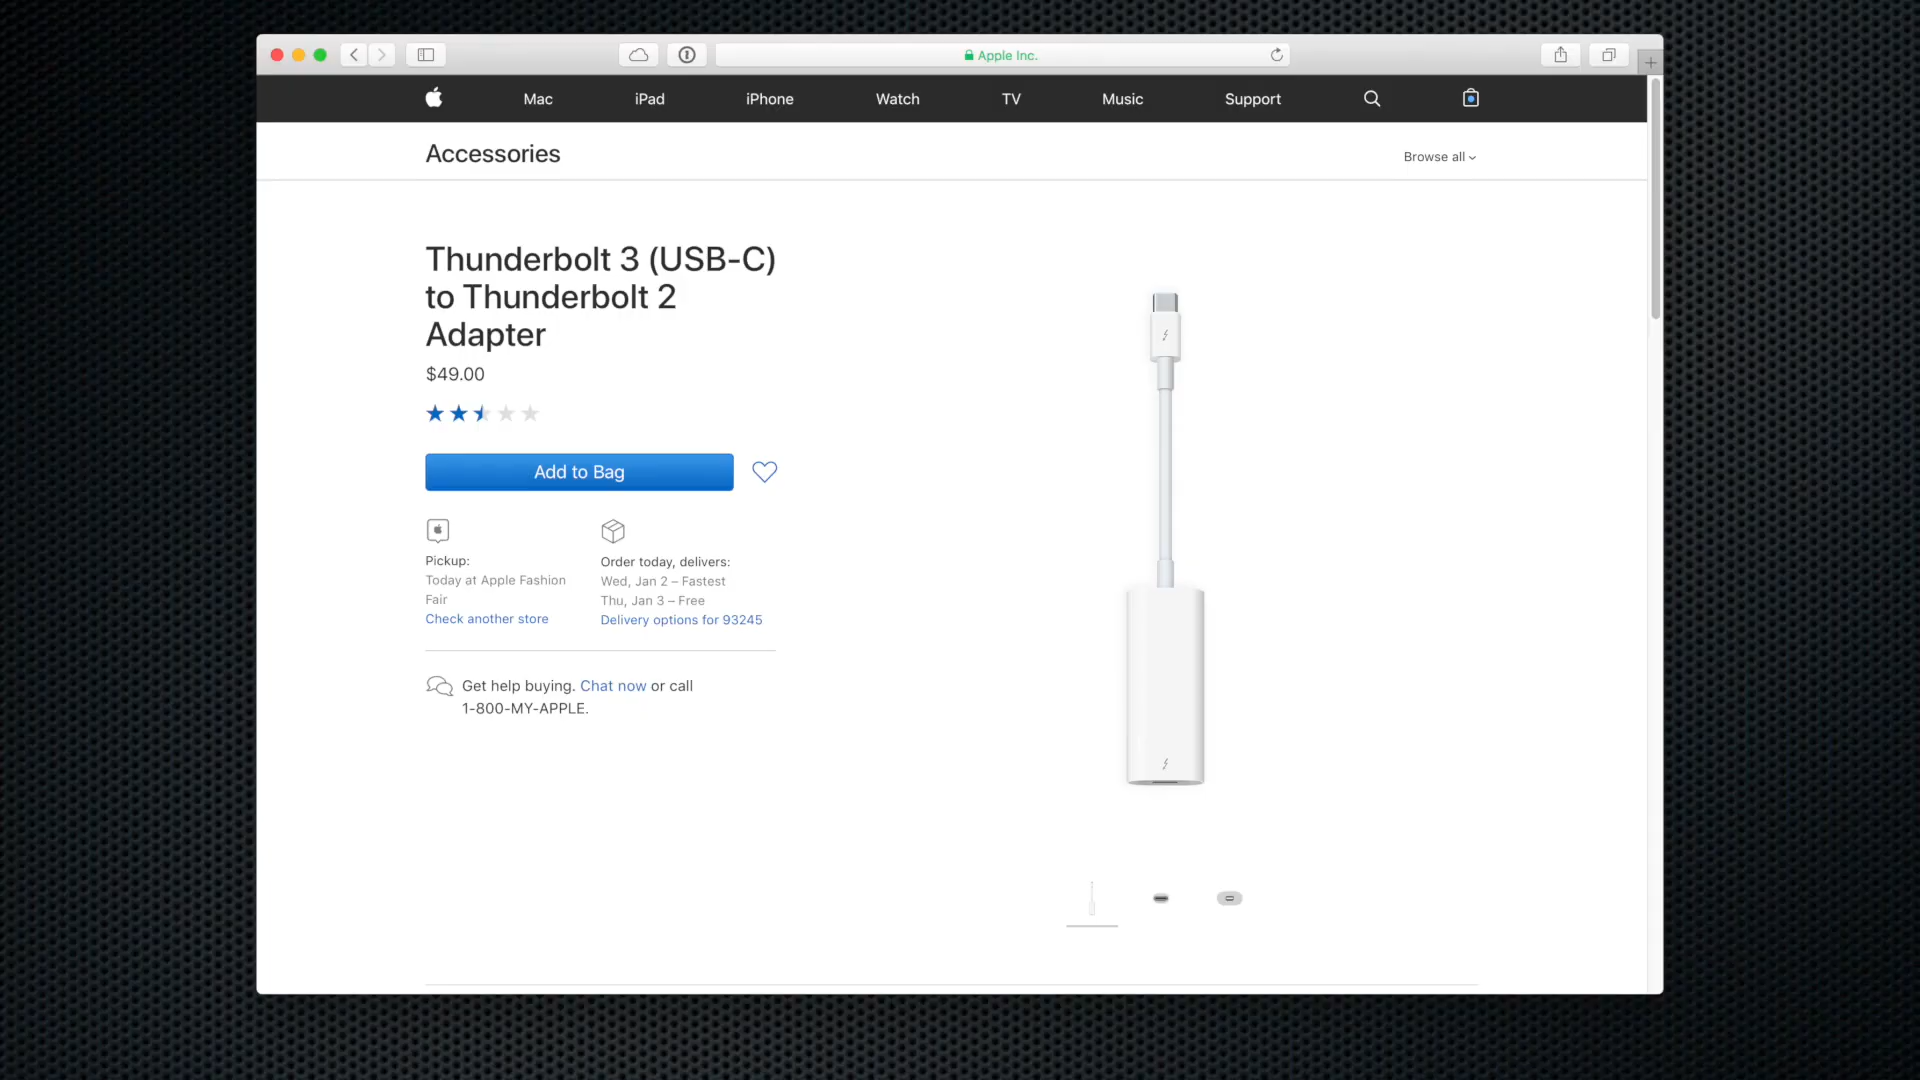 Apple Inc.
Mac iPad iPhone Watch TV Music Support
Accessories
Browse all
Thunderbolt 3 (USB-C)
to Thunderbolt 2
Adapter
$49.00
Add to Bag
Pickup:
Today at Apple Fashion
Fair
Check another store
Order today, delivers:
Wed, Jan 2 – Fastest
Thu, Jan 3 – Free
Delivery options for 93245
Get help buying. Chat now or call
1-800-MY-APPLE.